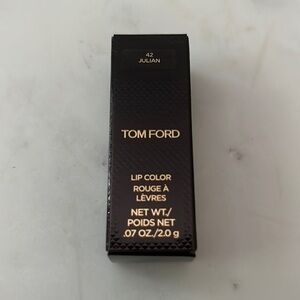 42
JULIAN
TOM FORD
LIP COLOR
ROUGE À
LÈVRES
NET WT./
POIDS NET
.07 OZ./2.0 g